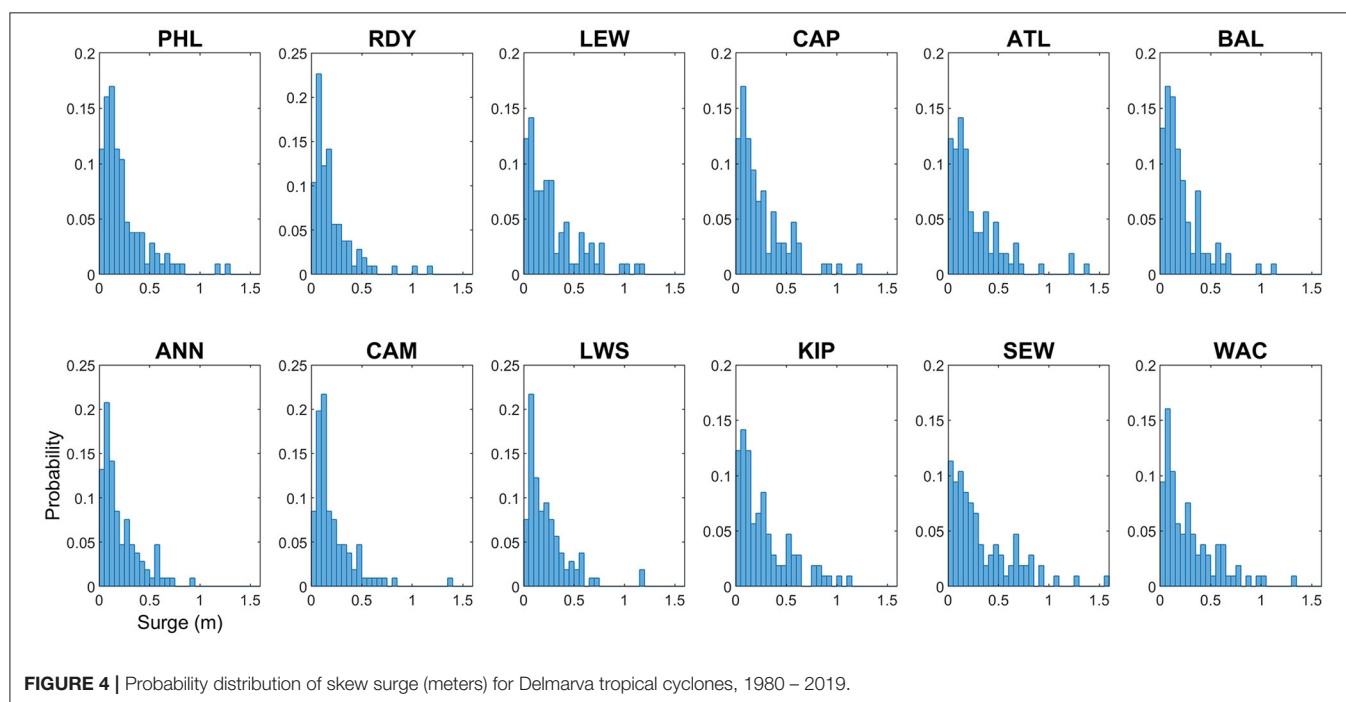 PHL RDY LEW CAP ATL BAL
0.2 0.25 0.2 0.2 0.2 0.2
0.2
0.15 0.15 0.15 0.15 0.15
0.15
0.1 0.1 0.1 0.1 0.1
0.1
0.05 0.05 0.05 0.05 0.05 0.05
0 0 0 0 0 0
0 0.5 1 1.5 0 0.5 1 1.5 0 0.5 1 1.5 0 0.5 1 1.5 0 0.5 1 1.5 0 0.5 1 1.5
ANN CAM LWS KIP SEW WAC
0.25 0.25 0.25 0.2 0.2 0.2
0.2 0.2 0.2
0.15 0.15 0.15
0.15 0.15 0.15
0.1 0.1 0.1
0.1 0.1 0.1
0.05 0.05 0.05 0.05 0.05 0.05
0 0 0 0 0 0
0 0.5 1 1.5 0 0.5 1 1.5 0 0.5 1 1.5 0 0.5 1 1.5 0 0.5 1 1.5 0 0.5 1 1.5
Probability
Surge (m)
FIGURE 4 | Probability distribution of skew surge (meters) for Delmarva tropical cyclones, 1980 – 2019.